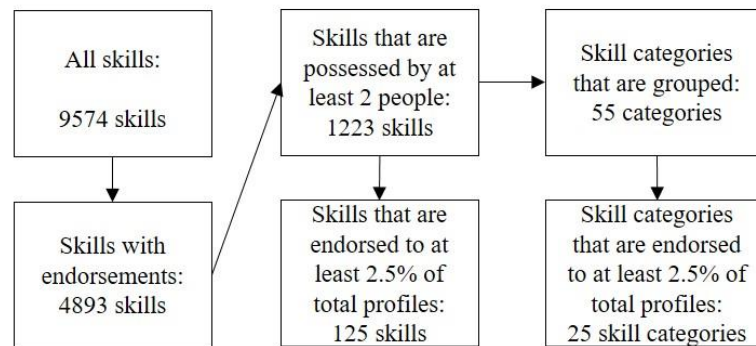 All skills:
9574 skills
Skills with
endorsements:
4893 skills
Skills that are
possessed by at
least 2 people:
1223 skills
Skills that are
endorsed to at
least 2.5% of
total profiles:
125 skills
Skill categories
that are grouped:
55 categories
Skill categories
that are endorsed
to at least 2.5% of
total profiles:
25 skill categories